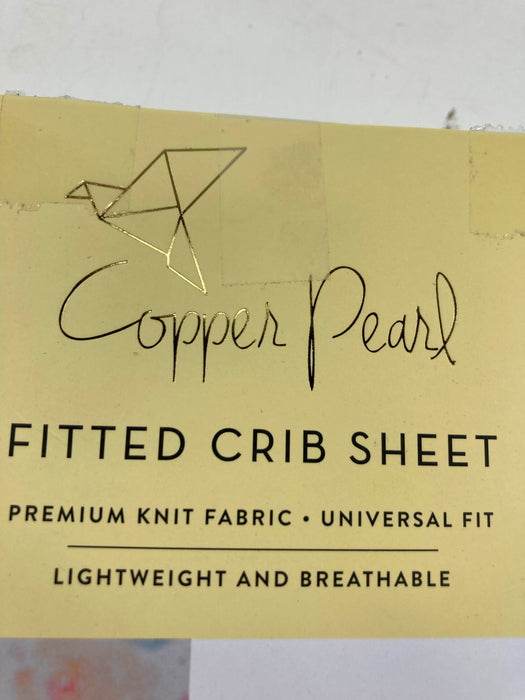 Copper Pearl
FITTED CRIB SHEET
PREMIUM KNIT FABRIC • UNIVERSAL FIT
LIGHTWEIGHT AND BREATHABLE